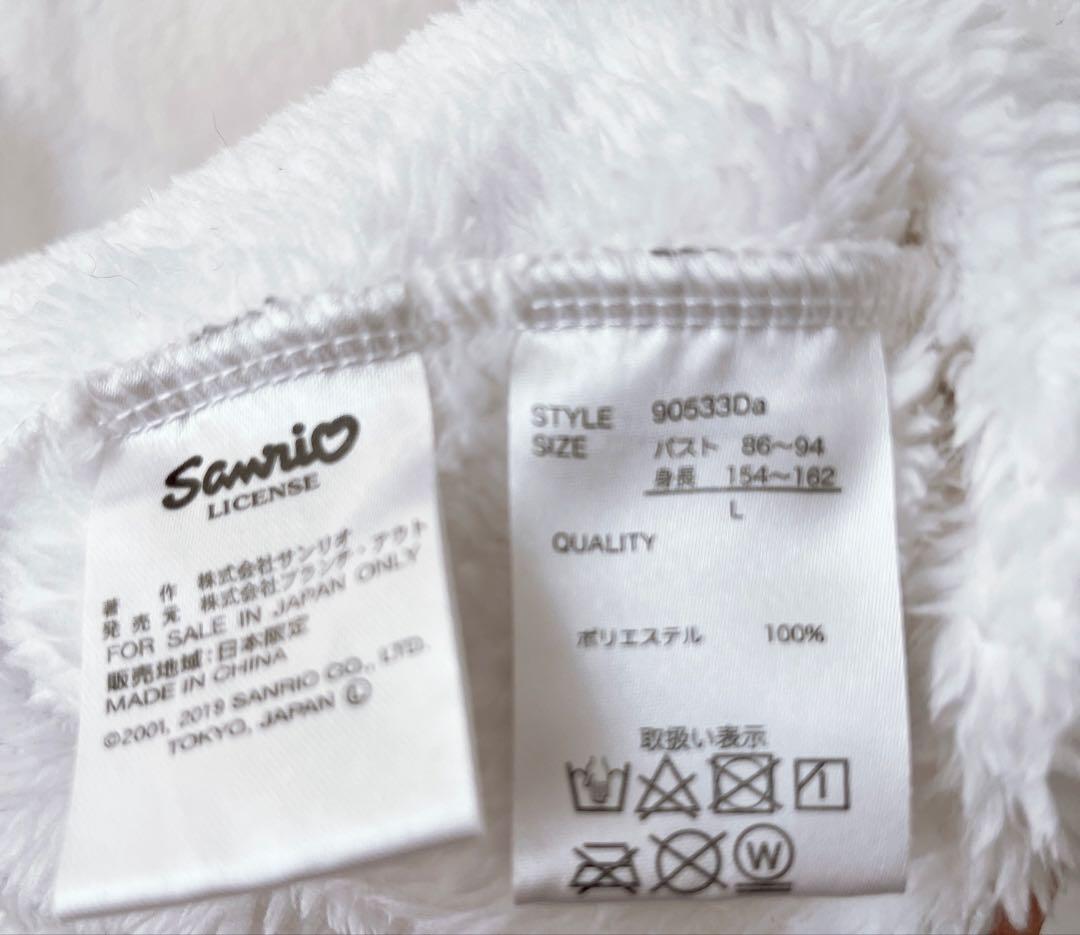 Sanrio
LICENSE
著 作 株式会社サンリオ
発売元 株式会社ブランチ・アウト
FOR SALE IN JAPAN ONLY
販売地域:日本限定
MADE IN CHINA
©2001, 2019 SANRIO CO., LTD.
TOKYO, JAPAN Ⓛ
STYLE 90533Da
SIZE バスト 86〜94
身長 154〜162
L
QUALITY
ポリエステル 100%
取扱い表示
W